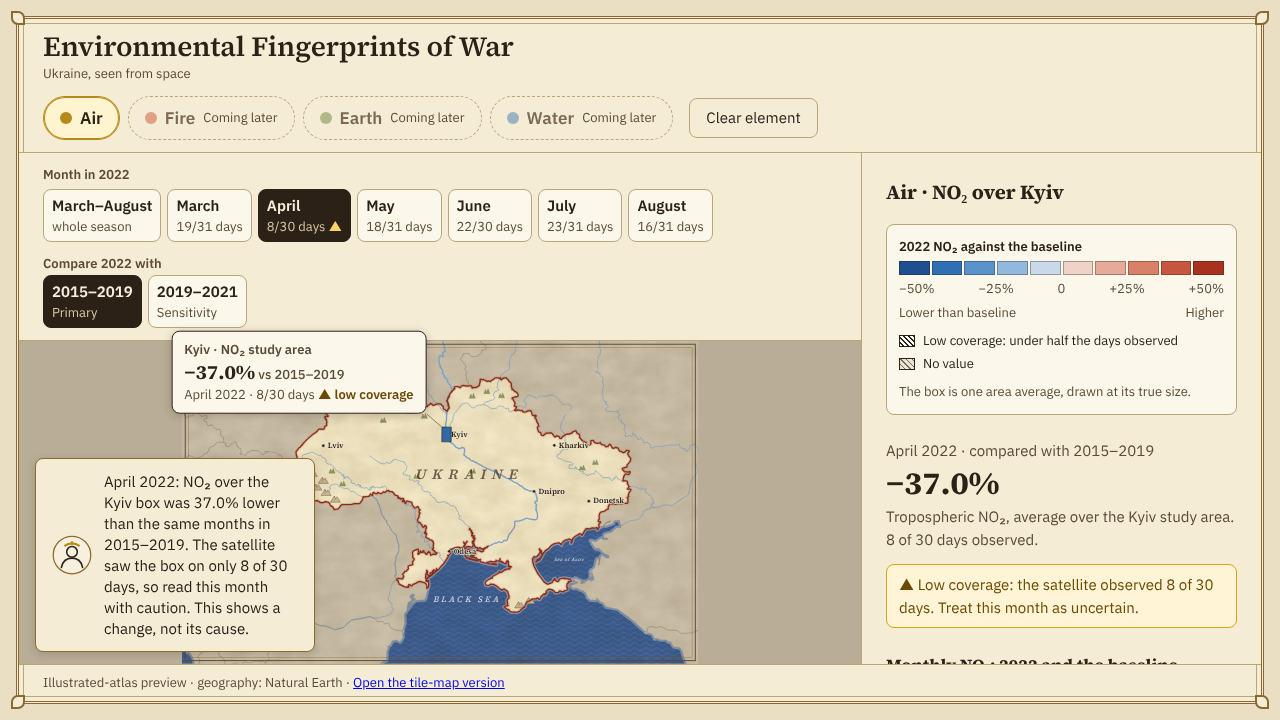 Environmental Fingerprints of War
Ukraine, seen from space
Air
Fire Coming later
Earth Coming later
Water Coming later
Clear element
Month in 2022
March–August
whole season
March
19/31 days
April
8/30 days ▲
May
18/31 days
June
22/30 days
July
23/31 days
August
16/31 days
Compare 2022 with
2015–2019
Primary
2019–2021
Sensitivity
Kyiv · NO₂ study area
−37.0% vs 2015–2019
April 2022 · 8/30 days ▲ low coverage
Kyiv
Lviv
Kharkiv
UKRAINE
Dnipro
Donetsk
Odesa
Sea of Azov
BLACK SEA
April 2022: NO₂ over the
Kyiv box was 37.0% lower
than the same months in
2015–2019. The satellite
saw the box on only 8 of 30
days, so read this month
with caution. This shows a
change, not its cause.
Air · NO₂ over Kyiv
2022 NO₂ against the baseline
−50% −25% 0 +25% +50%
Lower than baseline Higher
Low coverage: under half the days observed
No value
The box is one area average, drawn at its true size.
April 2022 · compared with 2015–2019
−37.0%
Tropospheric NO₂, average over the Kyiv study area.
8 of 30 days observed.
▲ Low coverage: the satellite observed 8 of 30
days. Treat this month as uncertain.
Monthly NO₂: 2022 and the baseline
Illustrated-atlas preview · geography: Natural Earth · Open the tile-map version